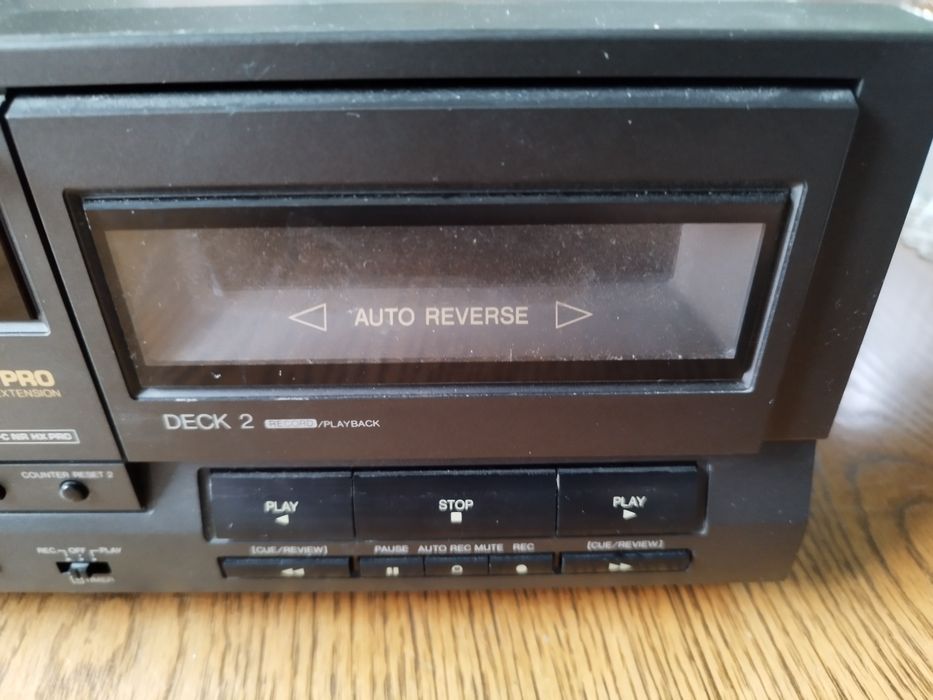 AUTO REVERSE
PRO
EXTENSION
C NR HX PRO
DECK 2 RECORD/PLAYBACK
COUNTER RESET 2
PLAY STOP PLAY
REC OFF PLAY
[CUE/REVIEW] PAUSE AUTO REC MUTE REC [CUE/REVIEW]
TIMER